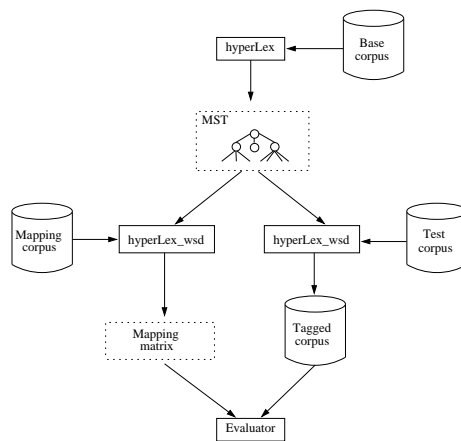 hyperLex
Base
corpus
MST
Mapping
corpus
hyperLex_wsd
hyperLex_wsd
Test
corpus
Mapping
matrix
Tagged
corpus
Evaluator